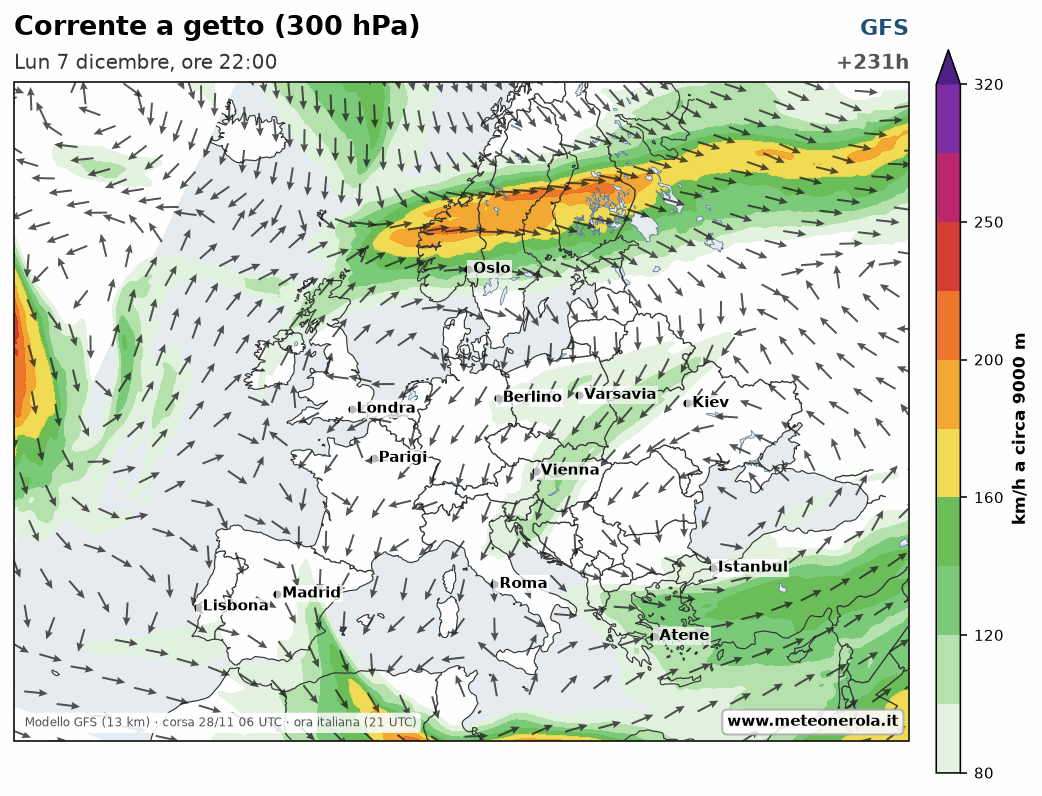 Corrente a getto (300 hPa)
GFS
Lun 7 dicembre, ore 22:00
+231h
320
250
200
160
120
80
km/h a circa 9000 m
Oslo
Berlino
Varsavia
Kiev
Londra
Parigi
Vienna
Istanbul
Roma
Madrid
Lisbona
Atene
Modello GFS (13 km) · corsa 28/11 06 UTC · ora italiana (21 UTC)
www.meteonerola.it